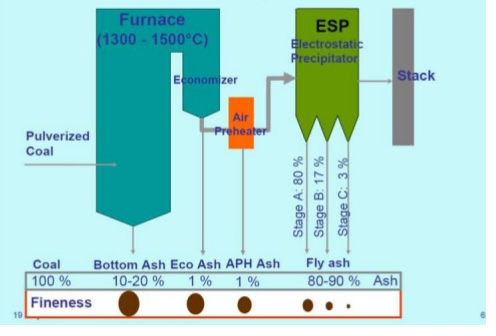 Furnace
(1300 - 1500°C)
ESP
Electrostatic
Precipitator
Economizer
Stack
Air
Preheater
Pulverized
Coal
Stage A: 80 %
Stage B: 17 %
Stage C: 3 %
Coal Bottom Ash Eco Ash APH Ash Fly ash
100 % 10-20 % 1 % 1 % 80-90 % Ash
Fineness
19
6